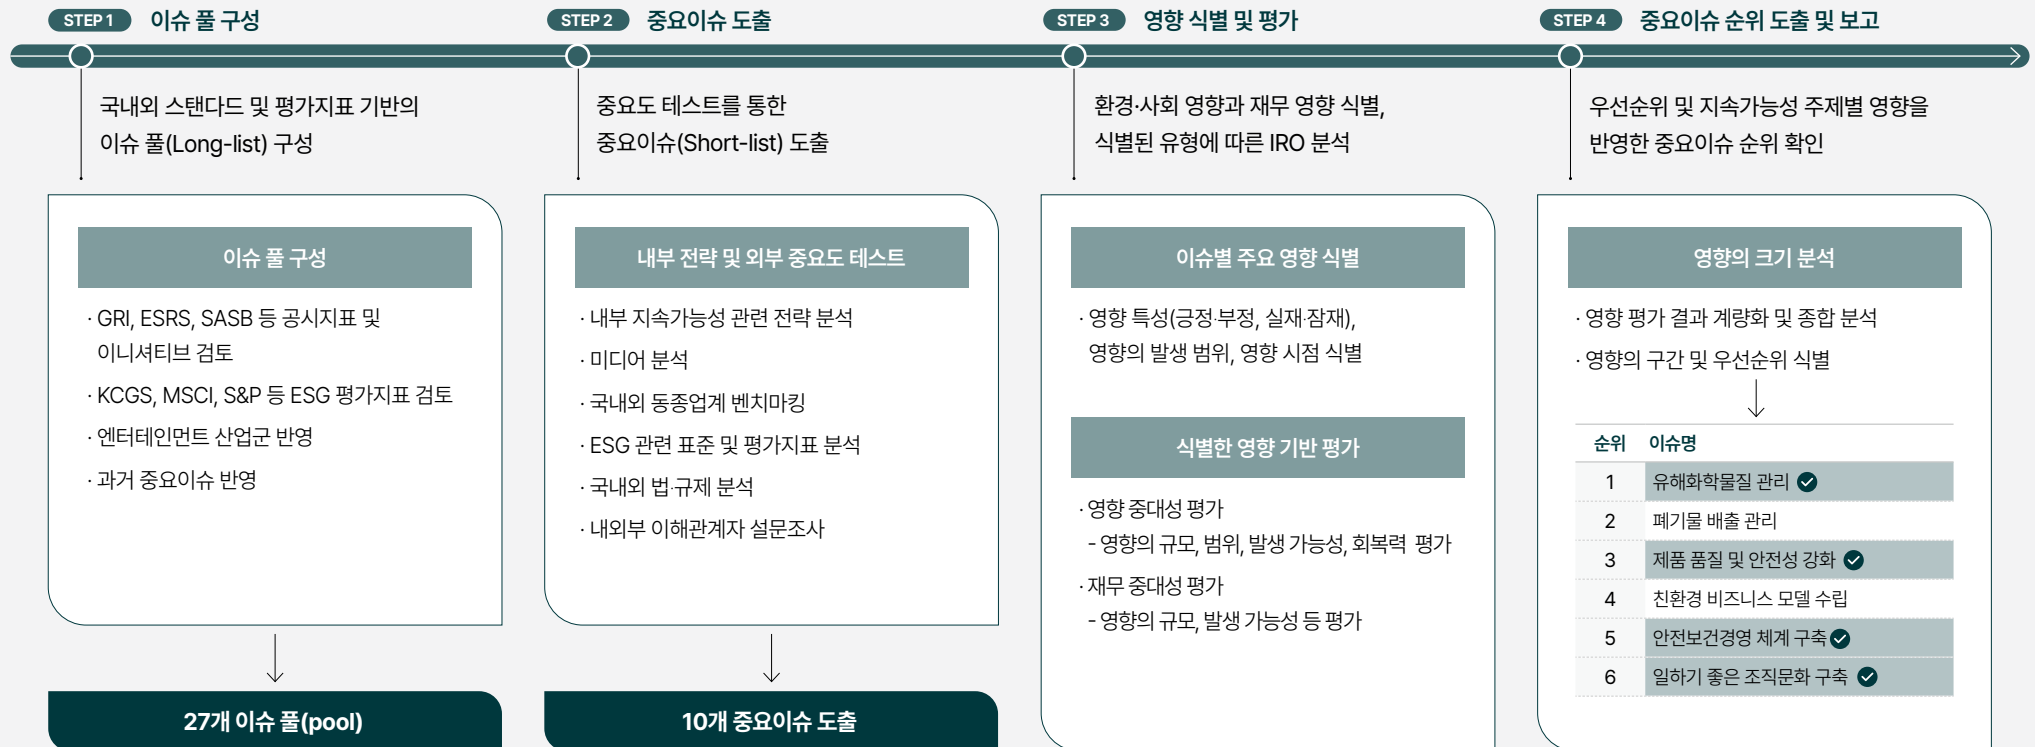 STEP 1 이슈 풀 구성
국내외 스탠다드 및 평가지표 기반의
이슈 풀(Long-list) 구성
이슈 풀 구성
· GRI, ESRS, SASB 등 공시지표 및
이니셔티브 검토
· KCGS, MSCI, S&P 등 ESG 평가지표 검토
· 엔터테인먼트 산업군 반영
· 과거 중요이슈 반영
27개 이슈 풀(pool)
STEP 2 중요이슈 도출
중요도 테스트를 통한
중요이슈(Short-list) 도출
내부 전략 및 외부 중요도 테스트
· 내부 지속가능성 관련 전략 분석
· 미디어 분석
· 국내외 동종업계 벤치마킹
· ESG 관련 표준 및 평가지표 분석
· 국내외 법·규제 분석
· 내외부 이해관계자 설문조사
10개 중요이슈 도출
STEP 3 영향 식별 및 평가
환경·사회 영향과 재무 영향 식별,
식별된 유형에 따른 IRO 분석
이슈별 주요 영향 식별
· 영향 특성(긍정·부정, 실재·잠재),
영향의 발생 범위, 영향 시점 식별
식별한 영향 기반 평가
· 영향 중대성 평가
- 영향의 규모, 범위, 발생 가능성, 회복력 평가
· 재무 중대성 평가
- 영향의 규모, 발생 가능성 등 평가
STEP 4 중요이슈 순위 도출 및 보고
우선순위 및 지속가능성 주제별 영향을
반영한 중요이슈 순위 확인
영향의 크기 분석
· 영향 평가 결과 계량화 및 종합 분석
· 영향의 구간 및 우선순위 식별
순위 이슈명
1 유해화학물질 관리
2 폐기물 배출 관리
3 제품 품질 및 안전성 강화
4 친환경 비즈니스 모델 수립
5 안전보건경영 체계 구축
6 일하기 좋은 조직문화 구축